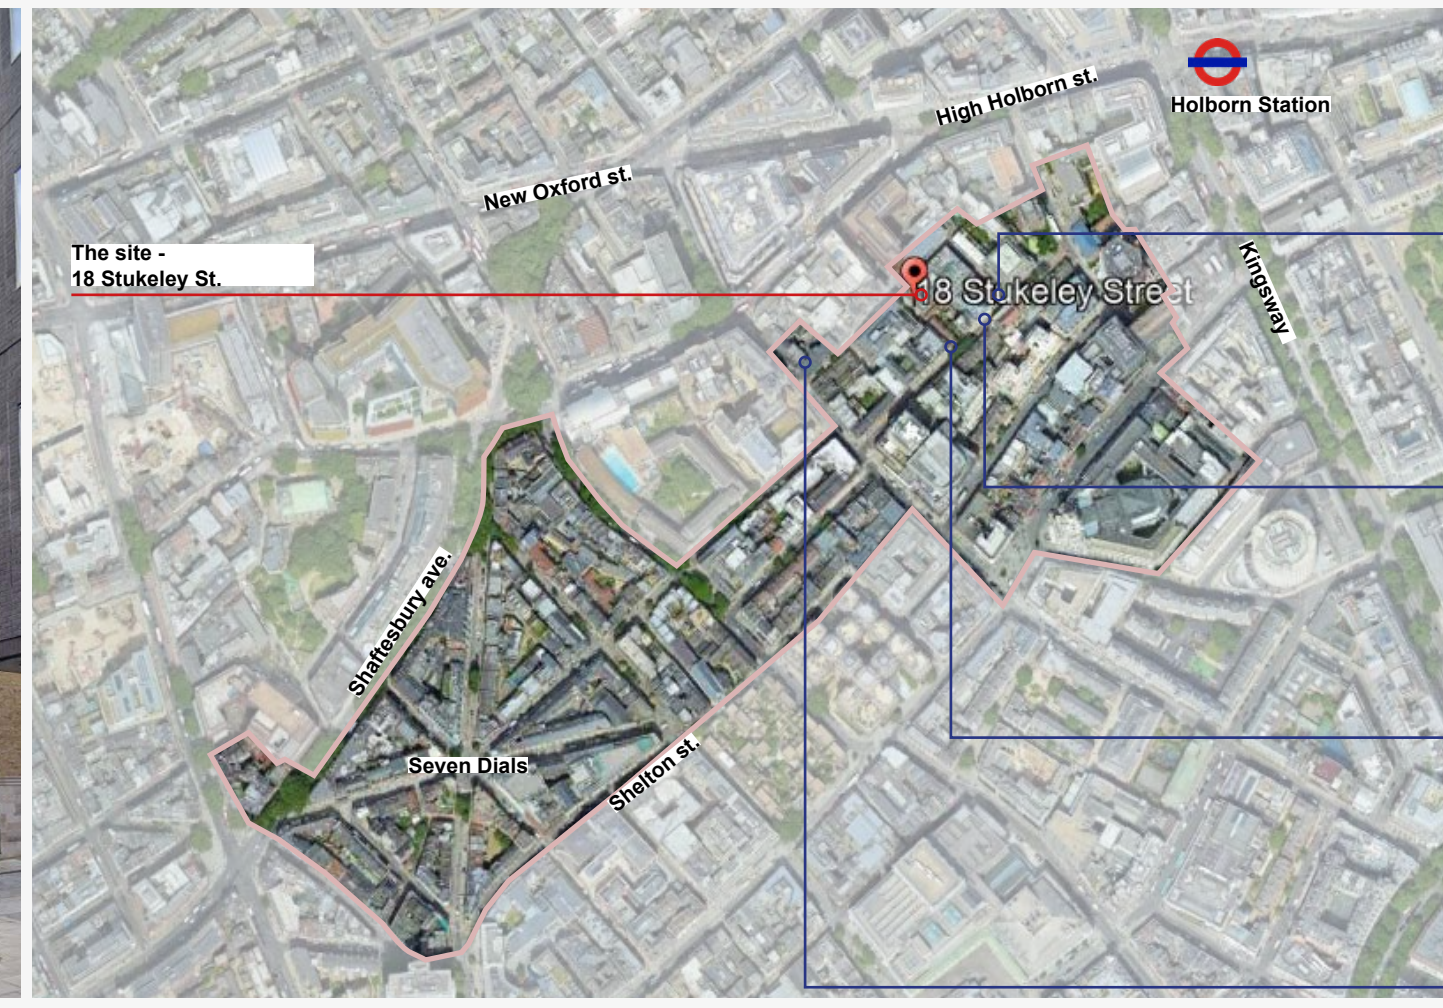 Holborn Station
High Holborn st.
New Oxford st.
The site -
18 Stukeley St.
18 Stukeley Street
Kingsway
Shaftesbury ave.
Seven Dials
Shelton st.